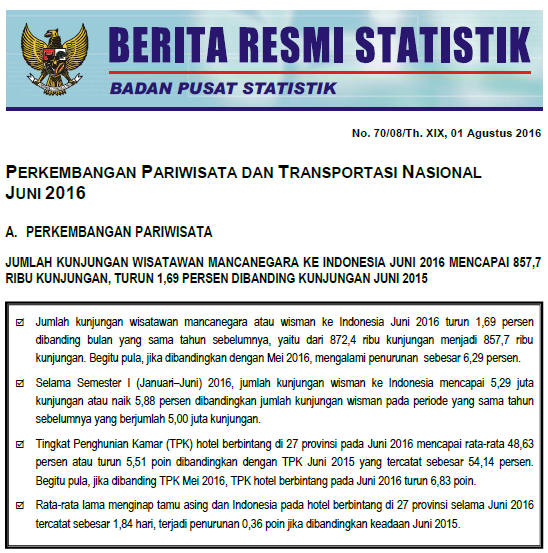 BERITA RESMI STATISTIK
BADAN PUSAT STATISTIK
No. 70/08/Th. XIX, 01 Agustus 2016
PERKEMBANGAN PARIWISATA DAN TRANSPORTASI NASIONAL
JUNI 2016
A. PERKEMBANGAN PARIWISATA
JUMLAH KUNJUNGAN WISATAWAN MANCANEGARA KE INDONESIA JUNI 2016 MENCAPAI 857,7
RIBU KUNJUNGAN, TURUN 1,69 PERSEN DIBANDING KUNJUNGAN JUNI 2015
Jumlah kunjungan wisatawan mancanegara atau wisman ke Indonesia Juni 2016 turun 1,69 persen
dibanding bulan yang sama tahun sebelumnya, yaitu dari 872,4 ribu kunjungan menjadi 857,7 ribu
kunjungan. Begitu pula, jika dibandingkan dengan Mei 2016, mengalami penurunan sebesar 6,29 persen.
Selama Semester I (Januari–Juni) 2016, jumlah kunjungan wisman ke Indonesia mencapai 5,29 juta
kunjungan atau naik 5,88 persen dibandingkan jumlah kunjungan wisman pada periode yang sama tahun
sebelumnya yang berjumlah 5,00 juta kunjungan.
Tingkat Penghunian Kamar (TPK) hotel berbintang di 27 provinsi pada Juni 2016 mencapai rata-rata 48,63
persen atau turun 5,51 poin dibandingkan dengan TPK Juni 2015 yang tercatat sebesar 54,14 persen.
Begitu pula, jika dibanding TPK Mei 2016, TPK hotel berbintang pada Juni 2016 turun 6,83 poin.
Rata-rata lama menginap tamu asing dan Indonesia pada hotel berbintang di 27 provinsi selama Juni 2016
tercatat sebesar 1,84 hari, terjadi penurunan 0,36 poin jika dibandingkan keadaan Juni 2015.